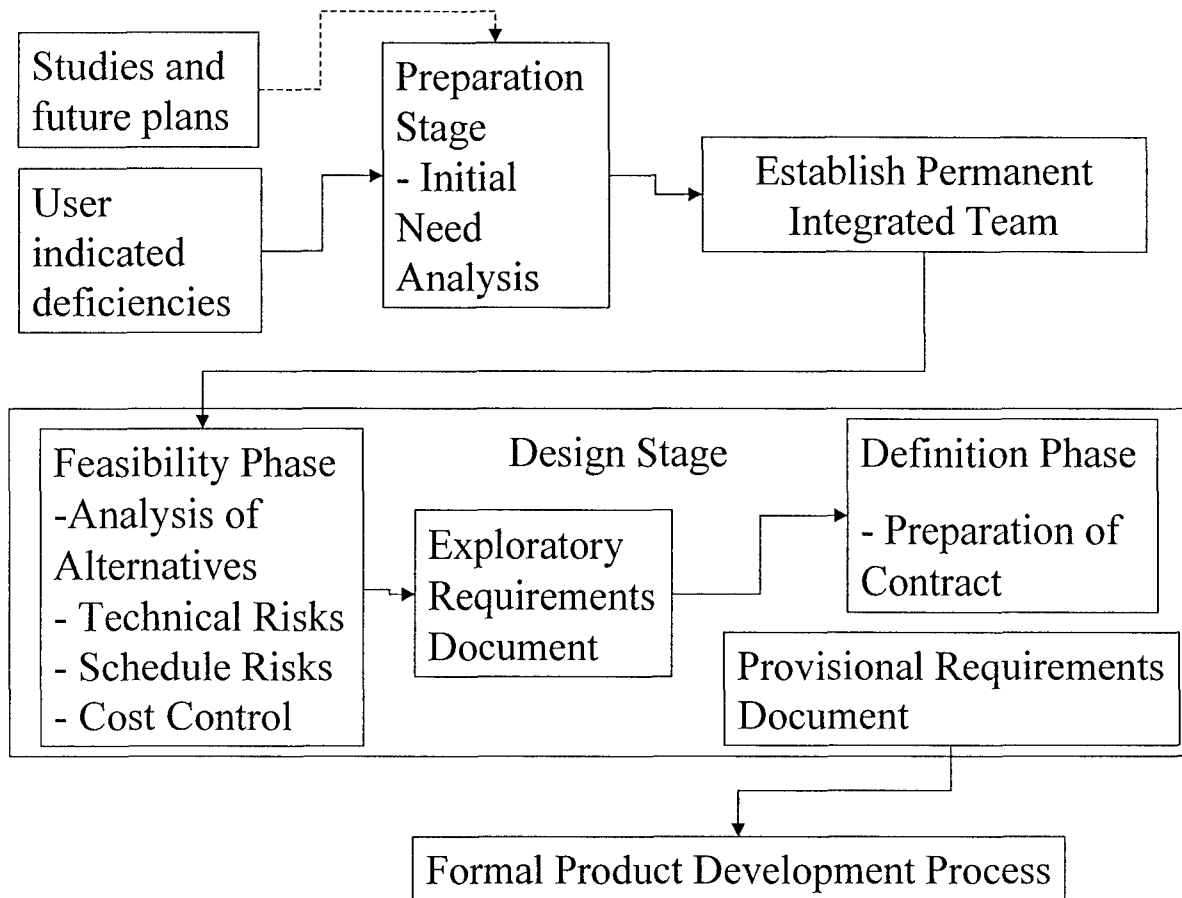 Studies and
future plans
User
indicated
deficiencies
Preparation
Stage
- Initial
Need
Analysis
Establish Permanent
Integrated Team
Design Stage
Feasibility Phase
-Analysis of
Alternatives
- Technical Risks
- Schedule Risks
- Cost Control
Exploratory
Requirements
Document
Definition Phase
- Preparation of
Contract
Provisional Requirements
Document
Formal Product Development Process